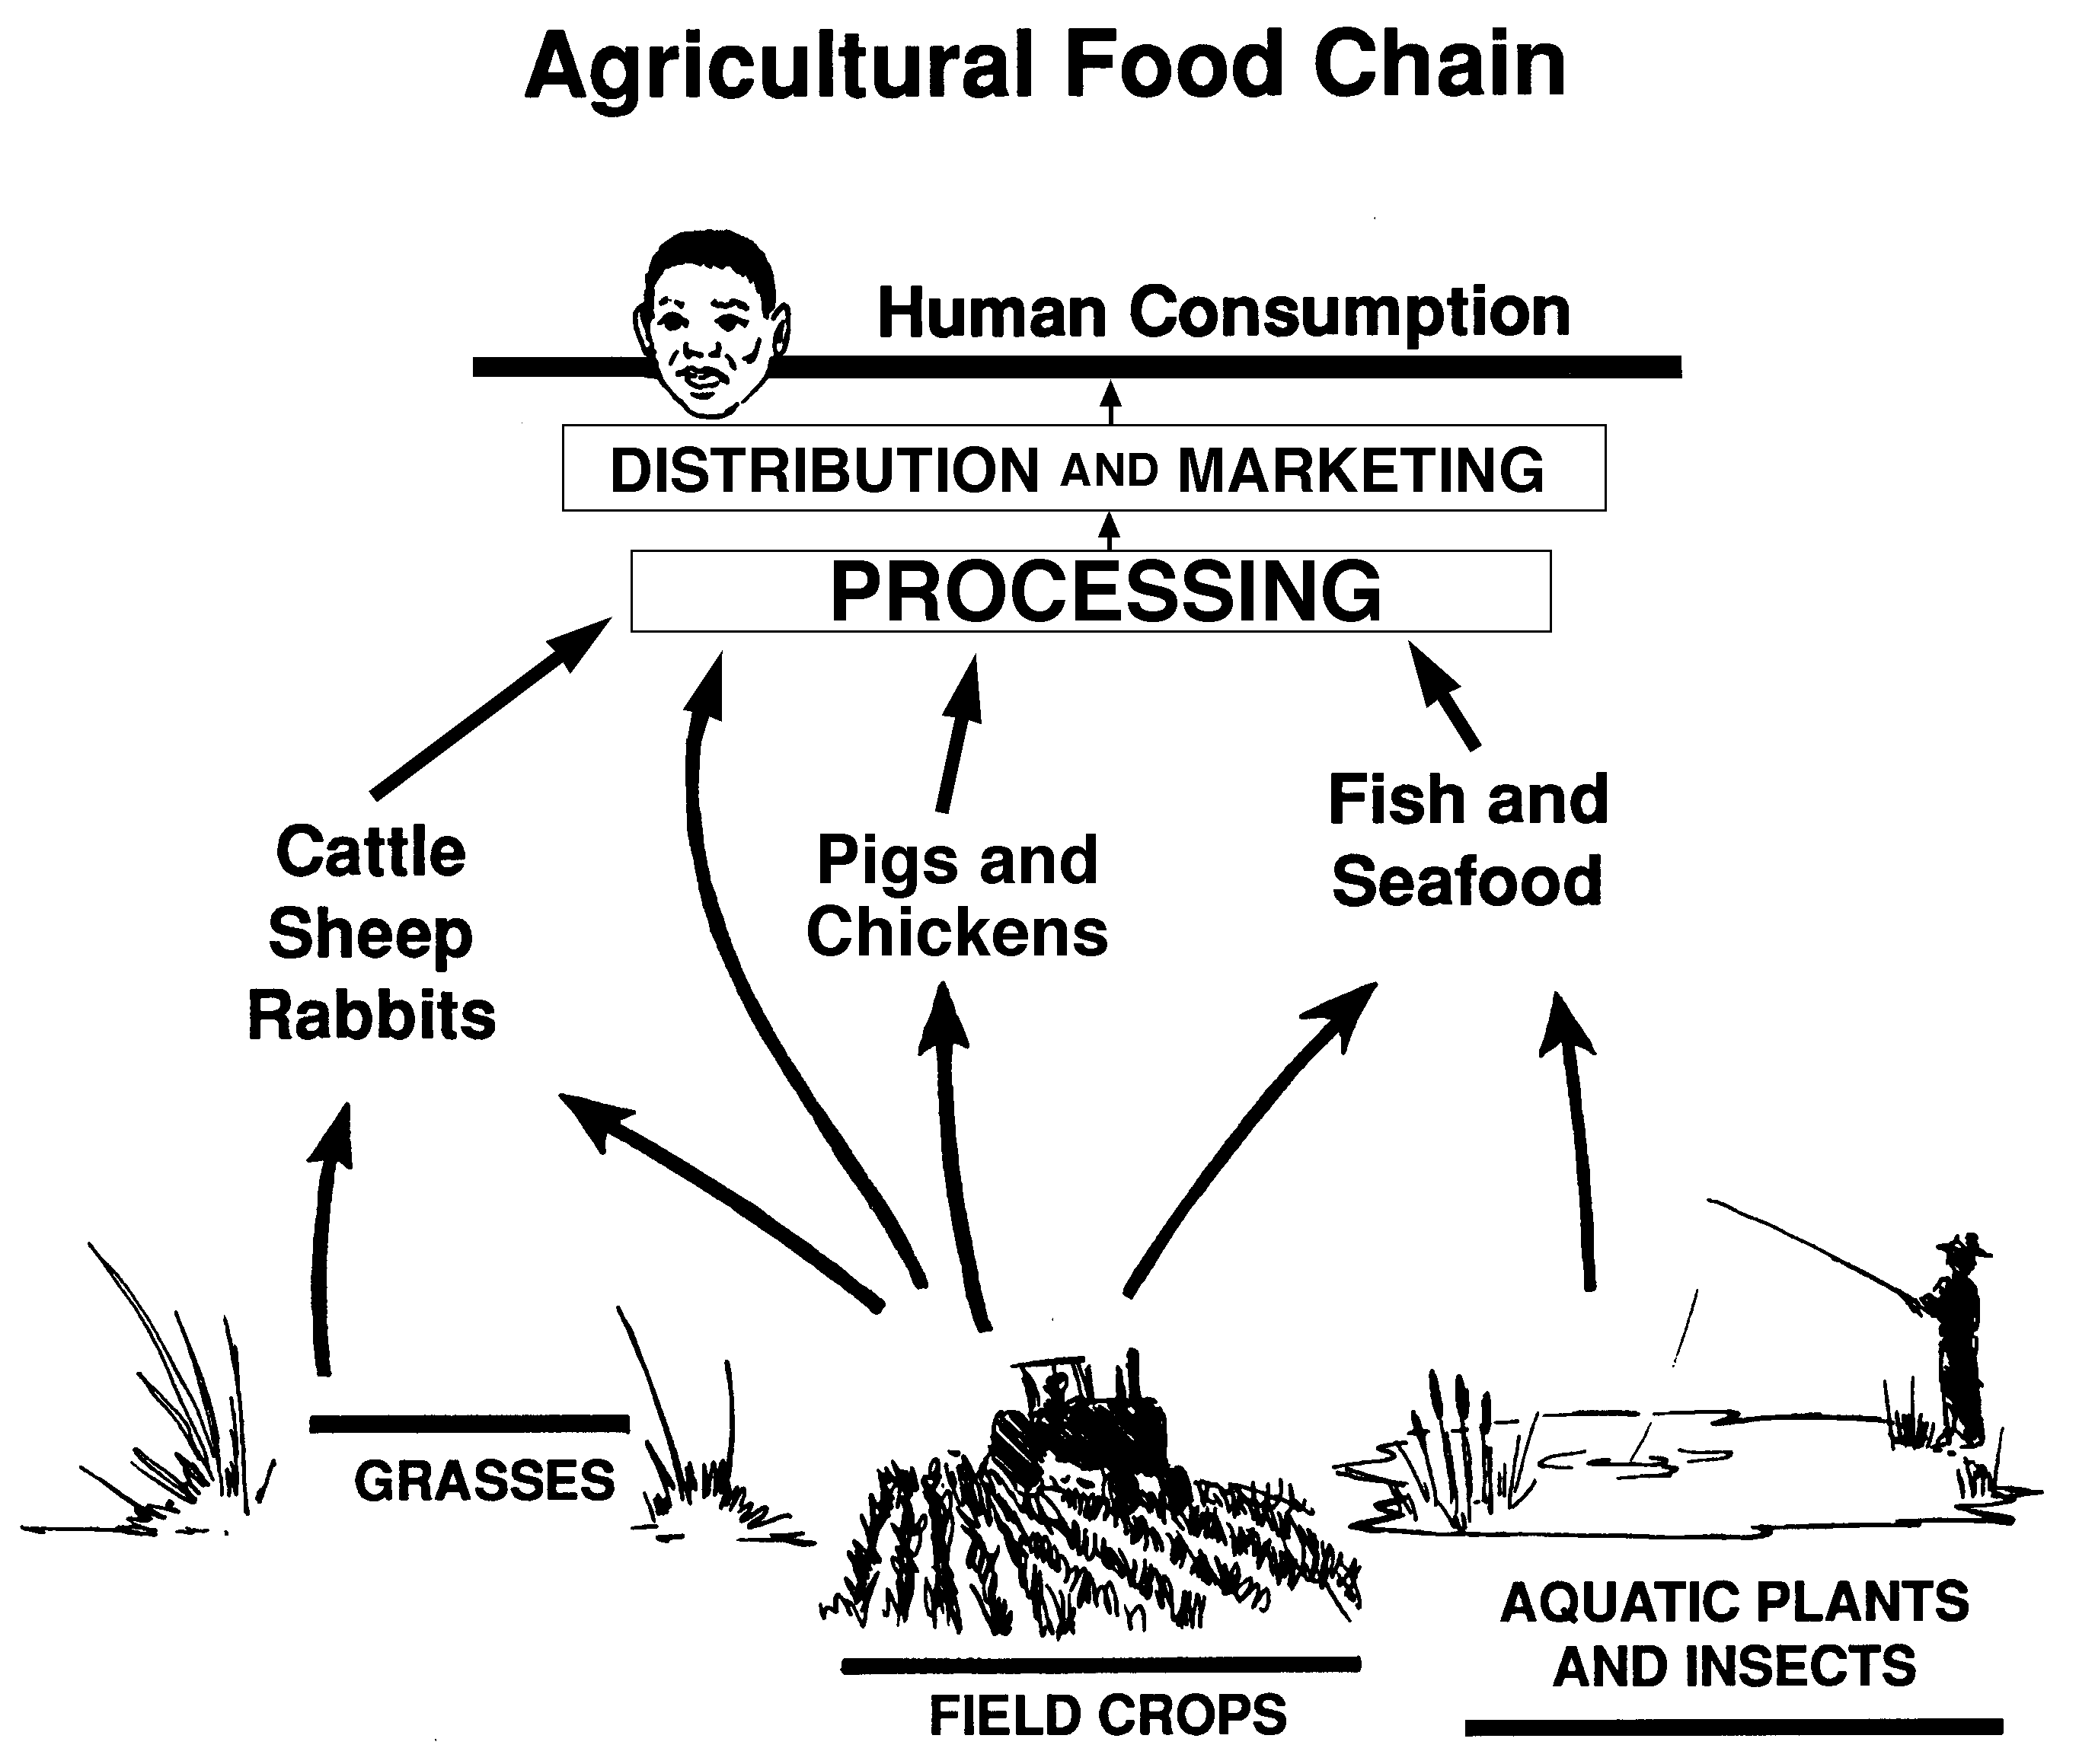 Agricultural Food Chain
Human Consumption
DISTRIBUTION AND MARKETING
PROCESSING
Cattle
Sheep
Rabbits
Pigs and
Chickens
Fish and
Seafood
GRASSES
FIELD CROPS
AQUATIC PLANTS
AND INSECTS